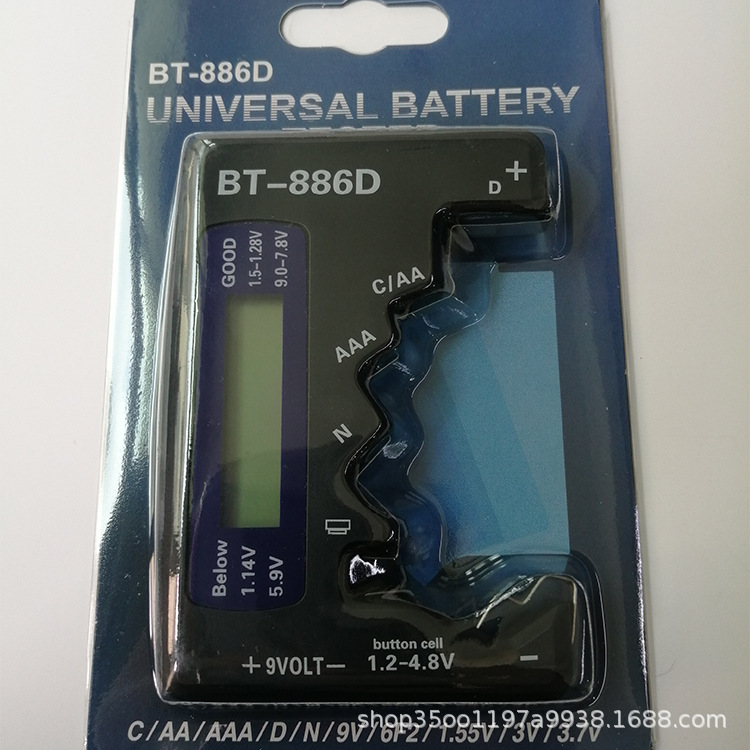 BT-886D
UNIVERSAL BATTERY
BT-886D
D +
GOOD
1.5-1.28V
9.0-7.8V
C/AA
AAA
N
Below
1.14V
5.9V
+ 9VOLT -
button cell
1.2-4.8V
-
C/AA/AAA/D/N/9V/6F2/1.55V/3V/3.7V
shop35oo1197a9938.1688.com